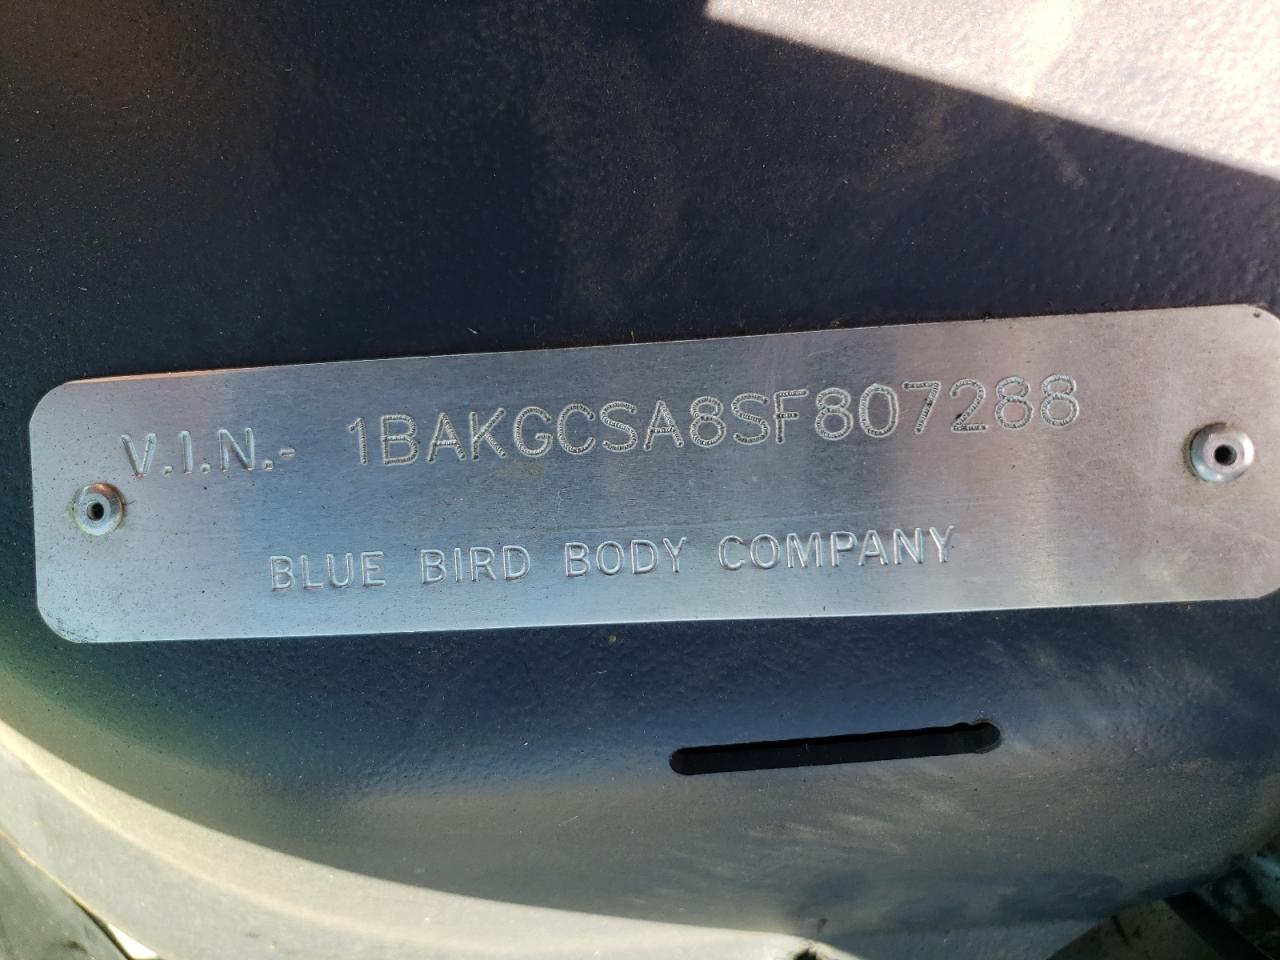 V.I.N.- 1BAKGCSA8SF807288
BLUE BIRD BODY COMPANY